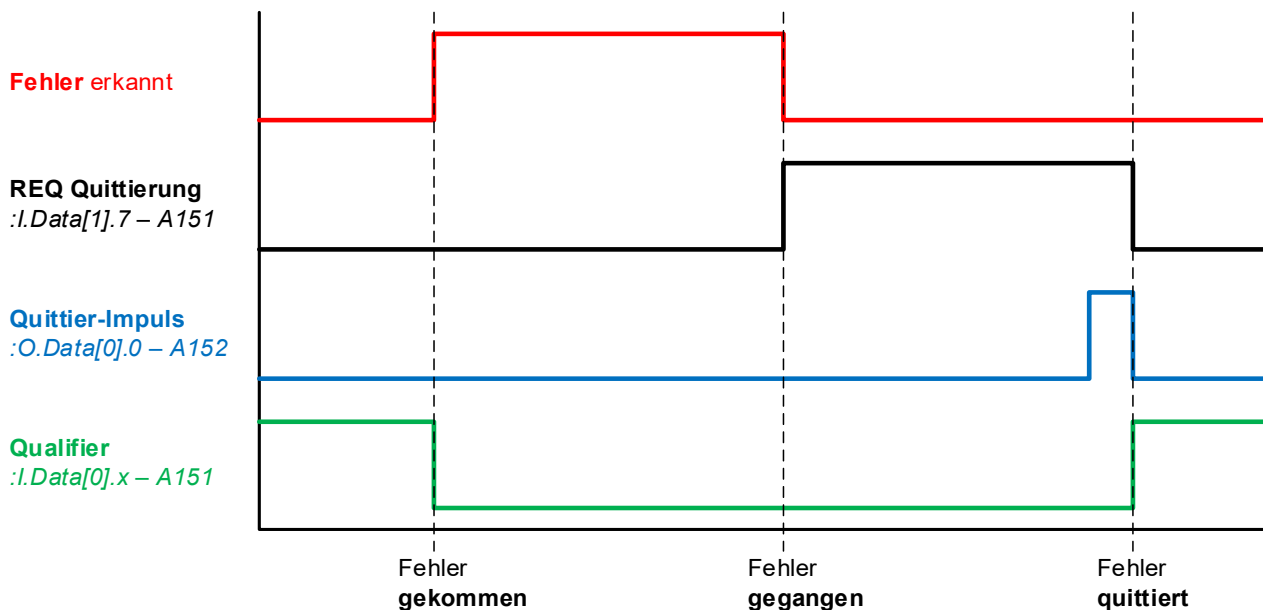 Fehler erkannt
REQ Quittierung
:I.Data[1].7 – A151
Quittier-Impuls
:O.Data[0].0 – A152
Qualifier
:I.Data[0].x – A151
Fehler
gekommen
Fehler
gegangen
Fehler
quittiert